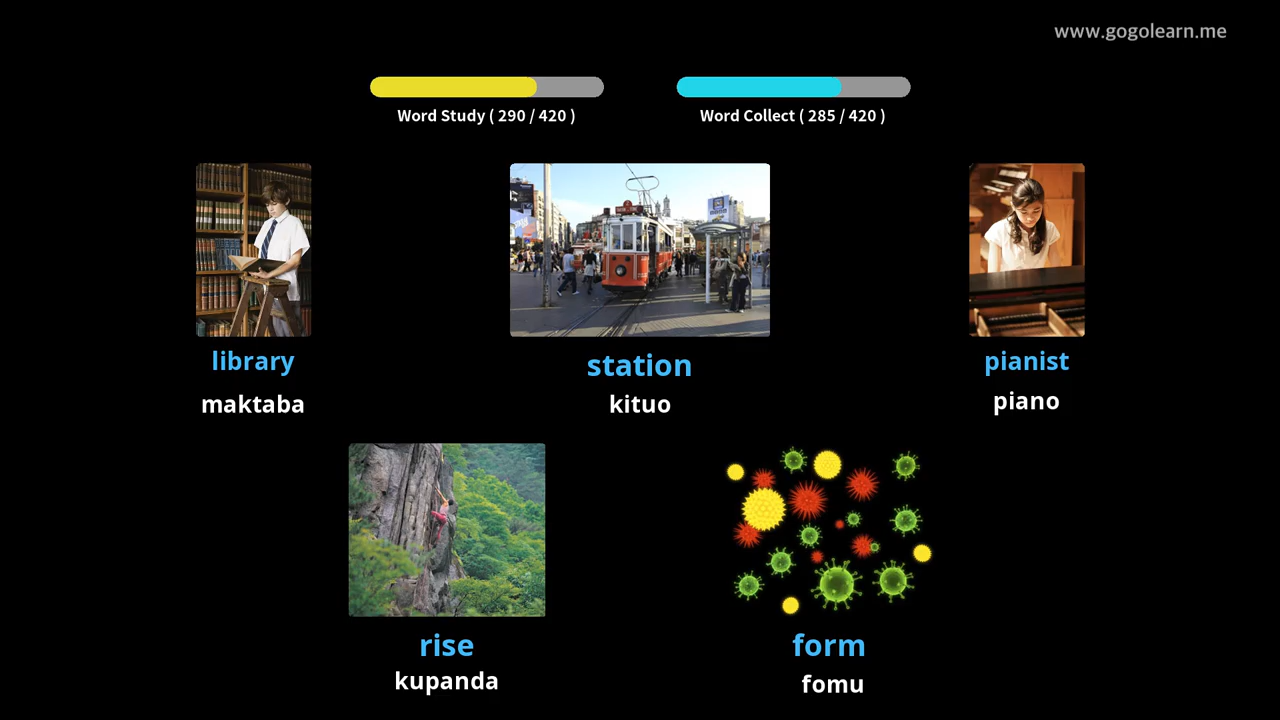 www.gogolearn.me
Word Study ( 290 / 420 )
Word Collect ( 285 / 420 )
library
maktaba
station
kituo
pianist
piano
rise
kupanda
form
fomu